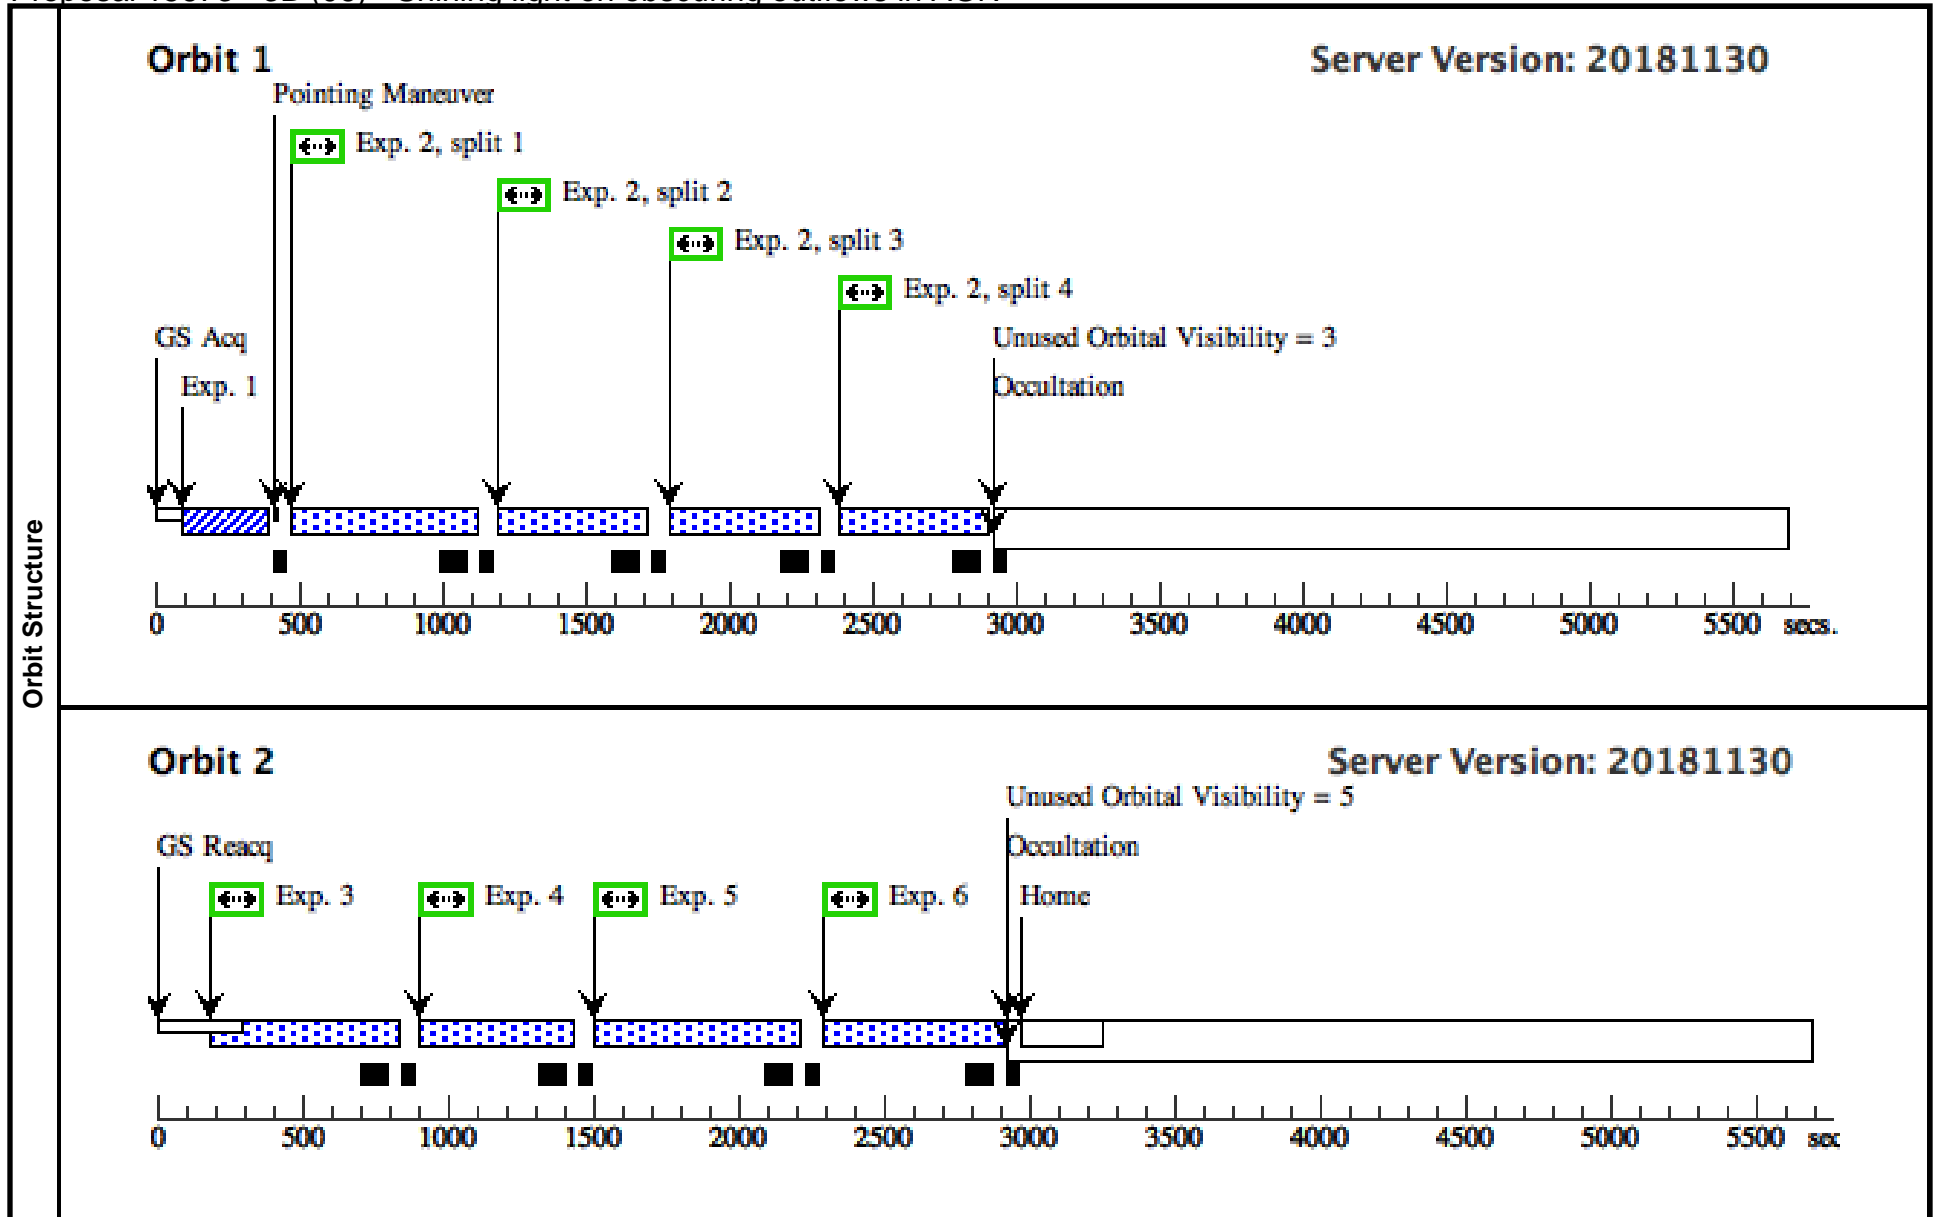 Orbit Structure
Orbit 1
Server Version: 20181130
Pointing Maneuver
Exp. 2, split 1
Exp. 2, split 2
Exp. 2, split 3
Exp. 2, split 4
GS Acq
Unused Orbital Visibility = 3
Exp. 1
Occultation
0 500 1000 1500 2000 2500 3000 3500 4000 4500 5000 5500 secs.
Orbit 2
Server Version: 20181130
Unused Orbital Visibility = 5
GS Reacq
Occultation
Exp. 3
Exp. 4
Exp. 5
Exp. 6
Home
0 500 1000 1500 2000 2500 3000 3500 4000 4500 5000 5500 sec